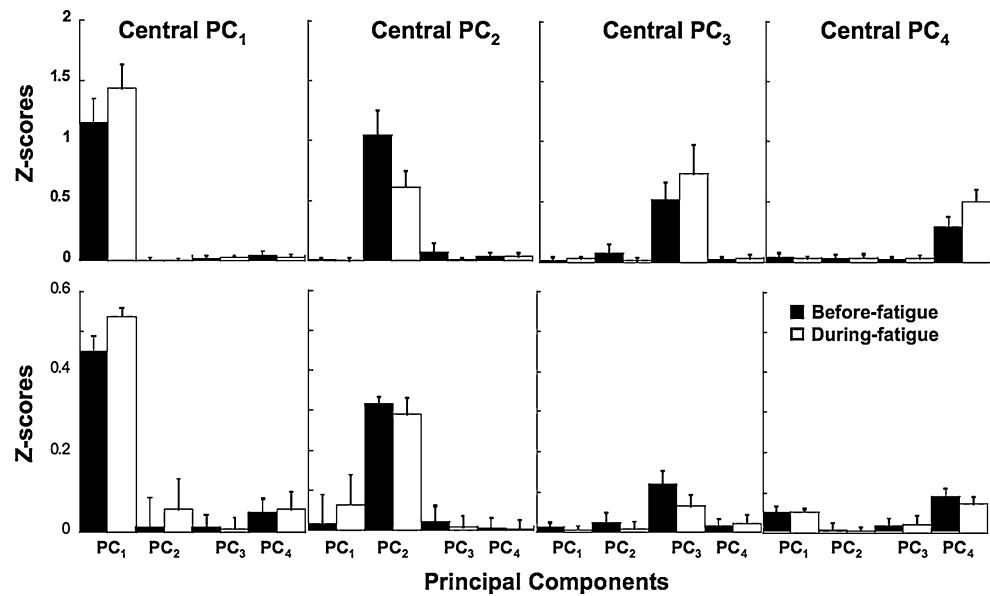 Central PC₁ Central PC₂ Central PC₃ Central PC₄
2
1.5
1
0.5
0
Z-scores
0.6
0.4
0.2
0
Z-scores
Before-fatigue
During-fatigue
PC₁ PC₂ PC₃ PC₄ PC₁ PC₂ PC₃ PC₄ PC₁ PC₂ PC₃ PC₄ PC₁ PC₂ PC₃ PC₄
Principal Components